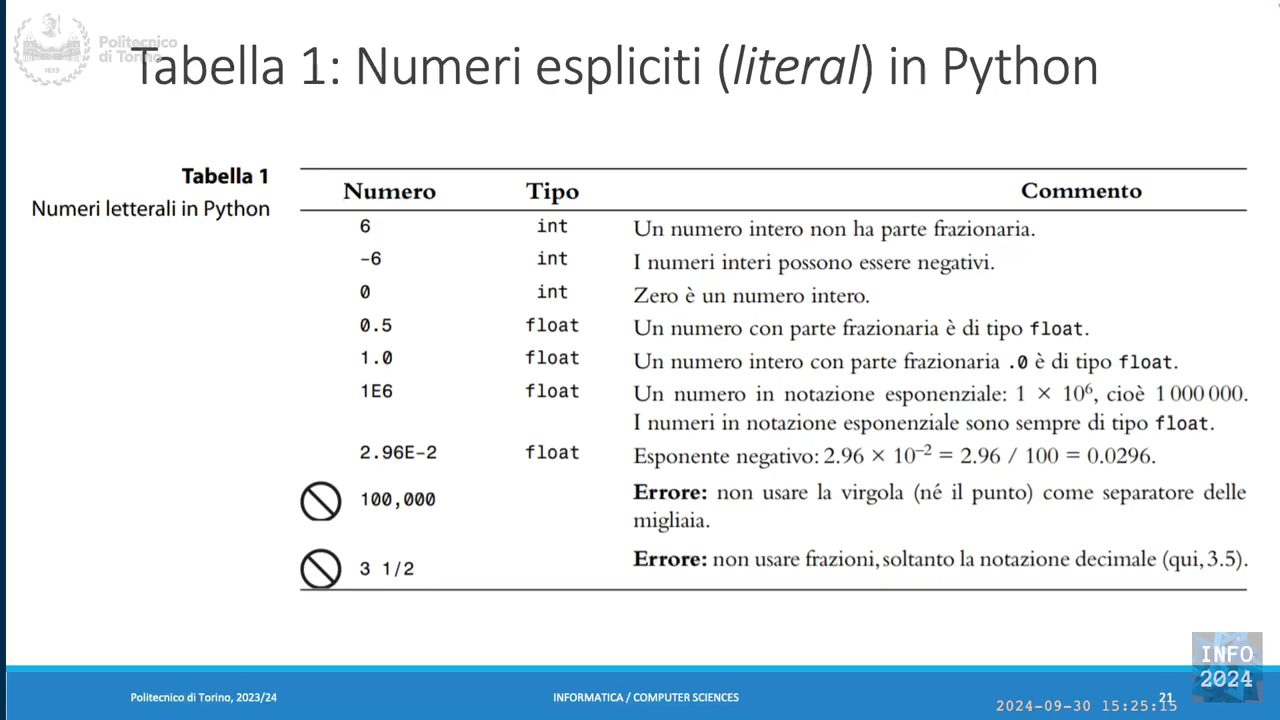 Politecnico
di Torino
1859
Tabella 1: Numeri espliciti (literal) in Python
Tabella 1
Numeri letterali in Python
Numero Tipo Commento
6 int Un numero intero non ha parte frazionaria.
-6 int I numeri interi possono essere negativi.
0 int Zero è un numero intero.
0.5 float Un numero con parte frazionaria è di tipo float.
1.0 float Un numero intero con parte frazionaria .0 è di tipo float.
1E6 float Un numero in notazione esponenziale: 1 × 10⁶, cioè 1 000 000.
I numeri in notazione esponenziale sono sempre di tipo float.
2.96E-2 float Esponente negativo: 2.96 × 10⁻² = 2.96 / 100 = 0.0296.
100,000 Errore: non usare la virgola (né il punto) come separatore delle
migliaia.
3 1/2 Errore: non usare frazioni, soltanto la notazione decimale (qui, 3.5).
INFO
2024
Politecnico di Torino, 2023/24 INFORMATICA / COMPUTER SCIENCES 21
2024-09-30 15:25:15